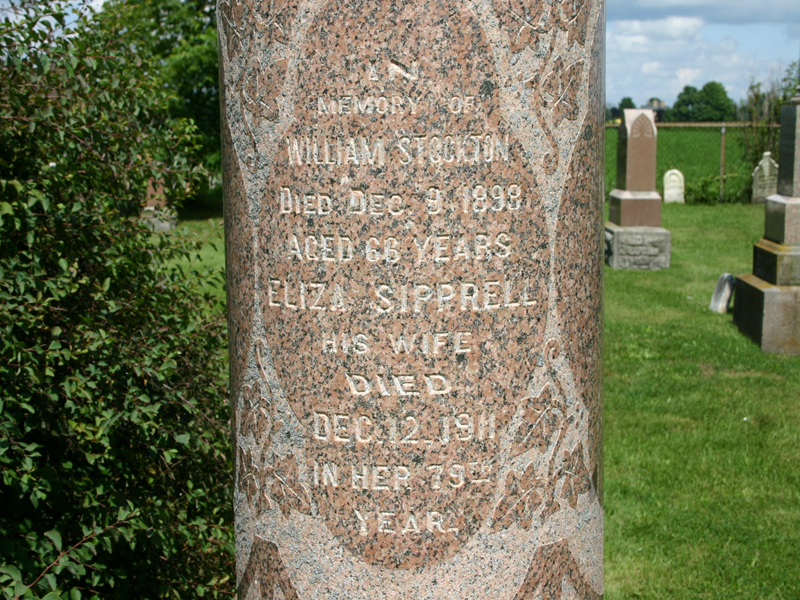 IN
MEMORY OF
WILLIAM STOCKTON
DIED DEC. 9. 1898
AGED 66 YEARS
ELIZA SIPPRELL
HIS WIFE
DIED
DEC. 12. 1911
IN HER 79TH
YEAR.